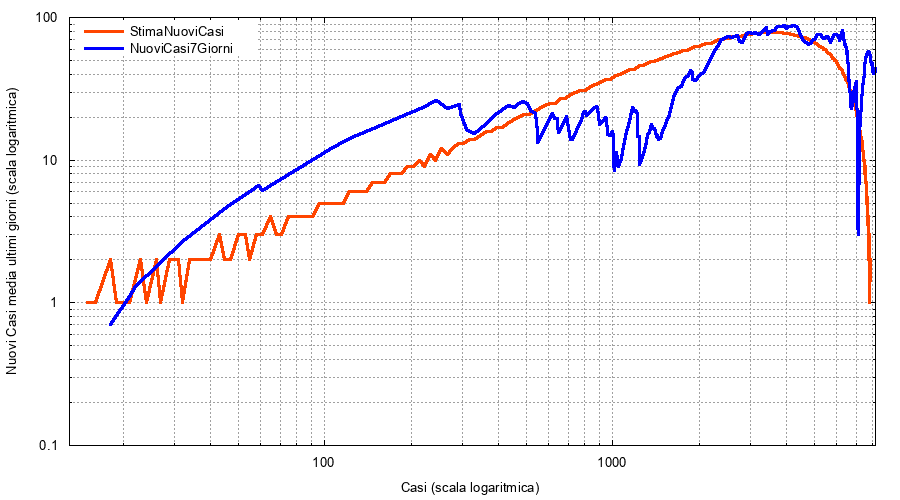 100
StimaNuoviCasi
NuoviCasi7Giorni
10
1
0.1
Nuovi Casi media ultimi giorni (scala logaritmica)
100
1000
Casi (scala logaritmica)